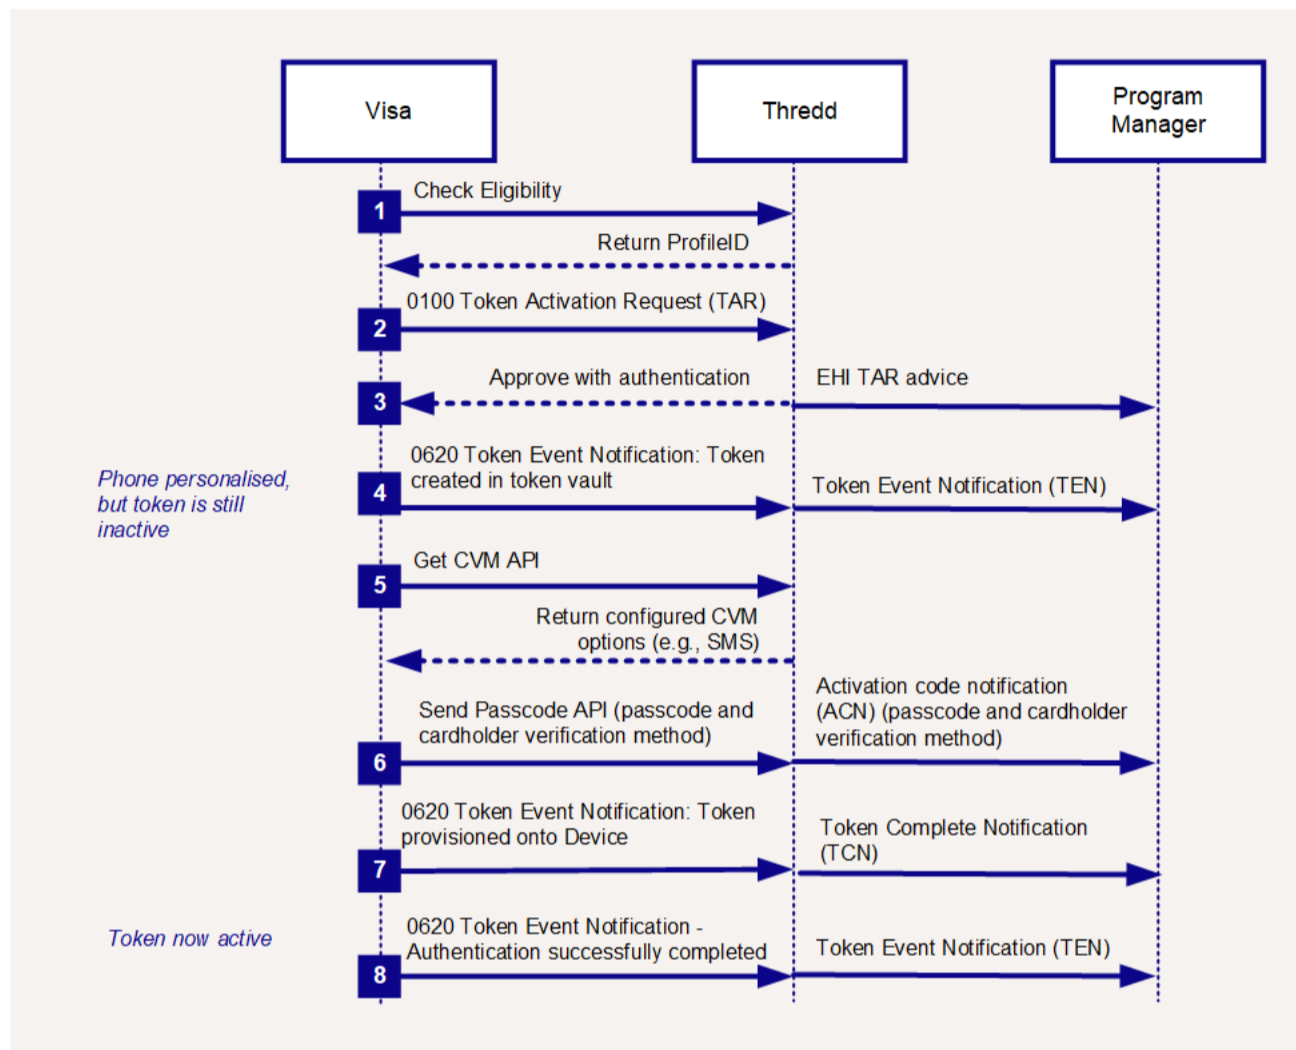 Visa
Thredd
Program
Manager
Check Eligibility
1
Return ProfileID
0100 Token Activation Request (TAR)
2
Approve with authentication
EHI TAR advice
3
0620 Token Event Notification: Token
created in token vault
Token Event Notification (TEN)
4
Phone personalised,
but token is still
inactive
Get CVM API
5
Return configured CVM
options (e.g., SMS)
Send Passcode API (passcode and
cardholder verification method)
Activation code notification
(ACN) (passcode and cardholder
verification method)
6
0620 Token Event Notification: Token
provisioned onto Device
Token Complete Notification
(TCN)
7
Token now active
0620 Token Event Notification -
Authentication successfully completed
Token Event Notification (TEN)
8